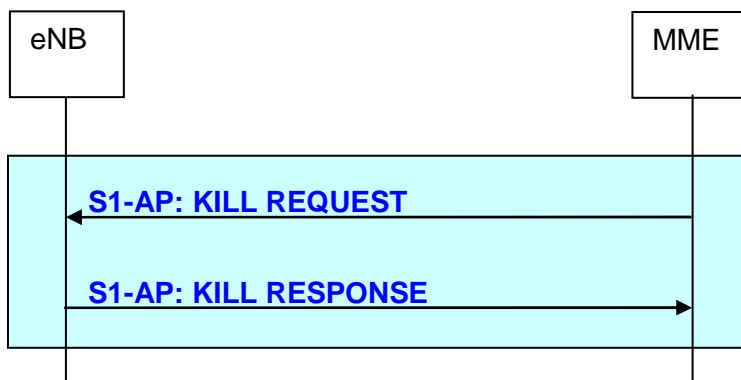 eNB
MME
S1-AP: KILL REQUEST
S1-AP: KILL RESPONSE